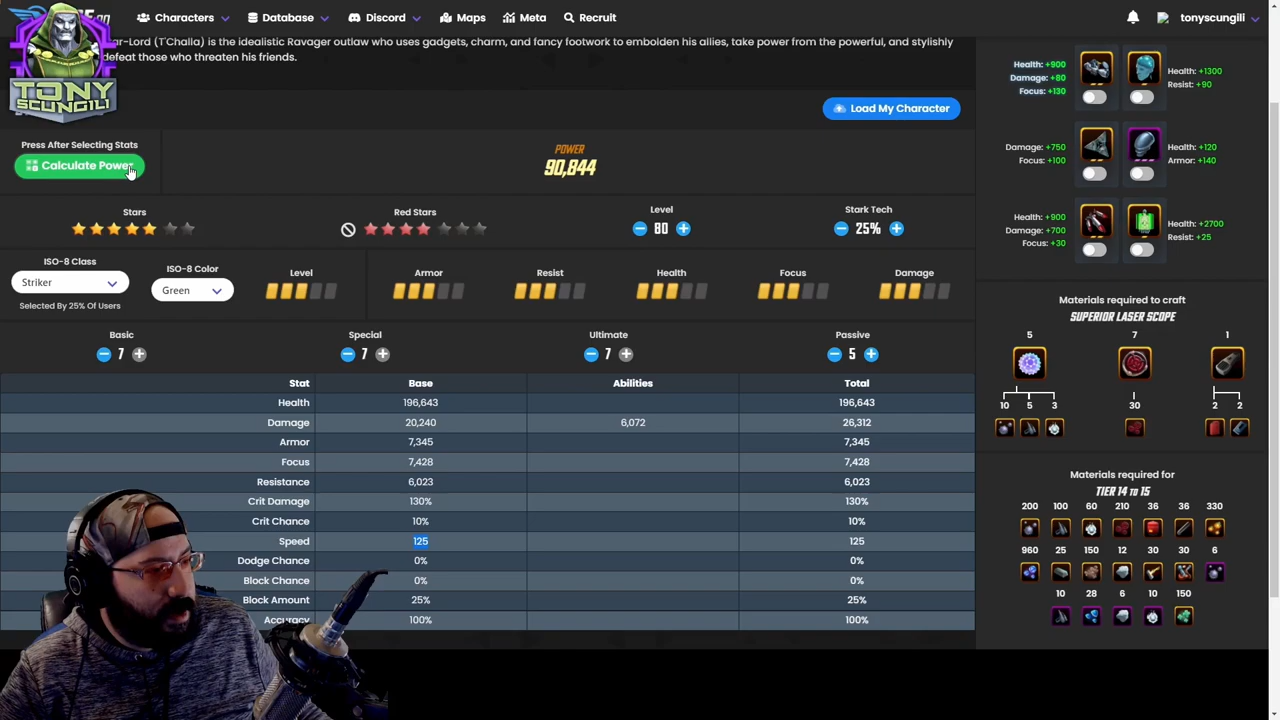 Characters
Database
Discord
Maps
Meta
Recruit
tonyscungili
TONY
SCUNGILI
ar-Lord (T'Challa) is the idealistic Ravager outlaw who uses gadgets, charm, and fancy footwork to embolden his allies, take power from the powerful, and stylishly
defeat those who threaten his friends.
Load My Character
Press After Selecting Stats
Calculate Power
POWER
90,844
Stars
Red Stars
Level
80
Stark Tech
25%
ISO-8 Class
Striker
Selected By 25% Of Users
ISO-8 Color
Green
Level
Armor
Resist
Health
Focus
Damage
Basic
7
Special
7
Ultimate
7
Passive
5
Stat Base Abilities Total
Health 196,643 196,643
Damage 20,240 6,072 26,312
Armor 7,345 7,345
Focus 7,428 7,428
Resistance 6,023 6,023
Crit Damage 130% 130%
Crit Chance 10% 10%
Speed 125 125
Dodge Chance 0% 0%
Block Chance 0% 0%
Block Amount 25% 25%
Accuracy 100% 100%
Health: +900
Damage: +80
Focus: +130
Health: +1300
Resist: +90
Damage: +750
Focus: +100
Health: +120
Armor: +140
Health: +900
Damage: +700
Focus: +30
Health: +2700
Resist: +25
Materials required to craft
SUPERIOR LASER SCOPE
5 7 1
10 5 3 30 2 2
Materials required for
TIER 14 TO 15
200 100 60 210 36 36 330
960 25 150 12 30 30 6
10 28 6 10 150